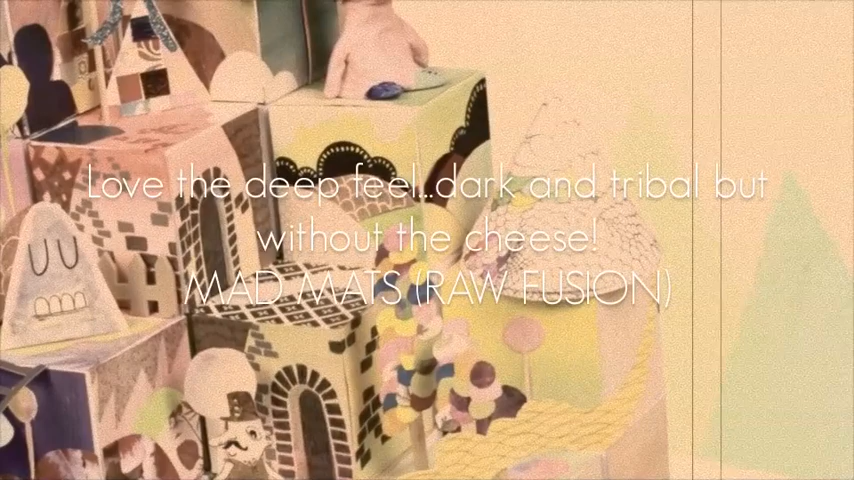 Love the deep feel...dark and tribal but
without the cheese!
MAD MATS (RAW FUSION)